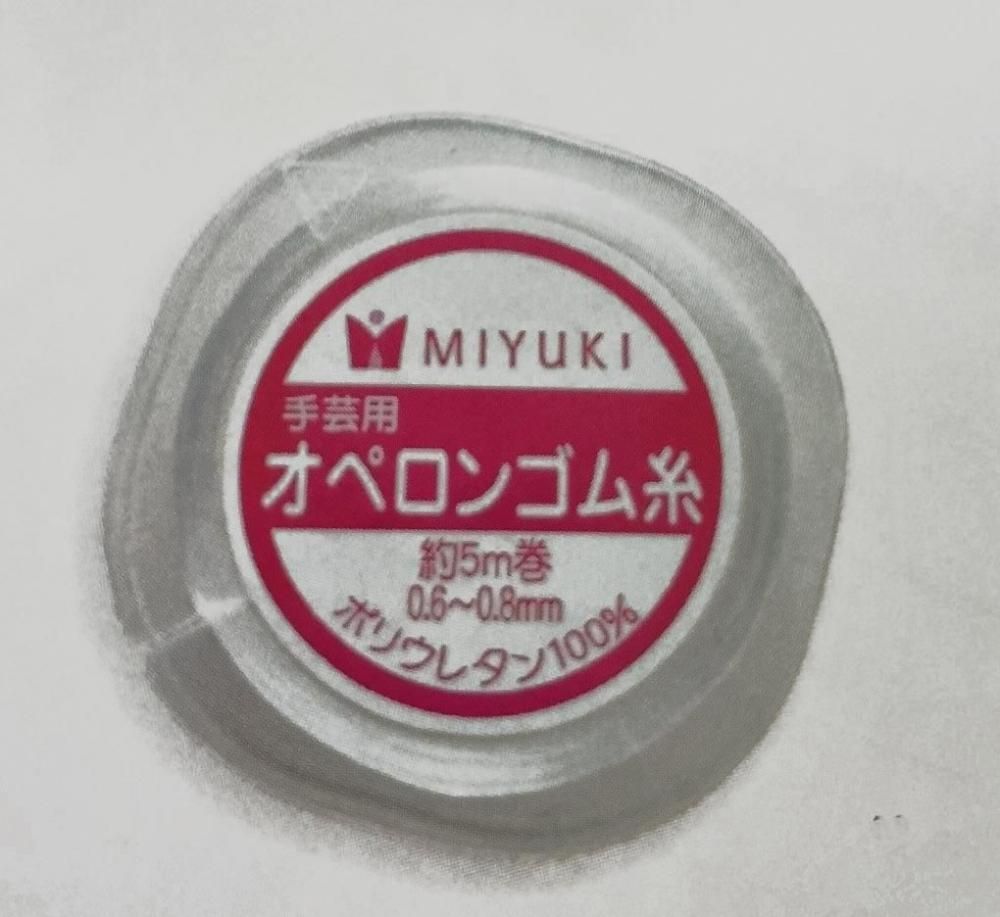 MIYUKI
手芸用
オペロンゴム糸
約5m巻
0.6～0.8mm
ポリウレタン100%